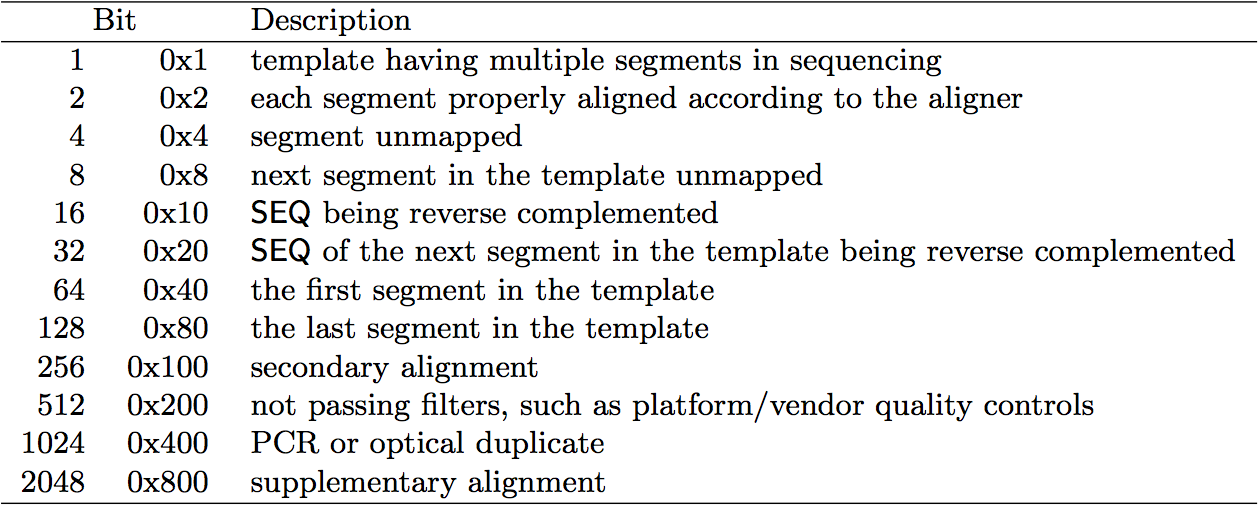 Bit Description
1 0x1 template having multiple segments in sequencing
2 0x2 each segment properly aligned according to the aligner
4 0x4 segment unmapped
8 0x8 next segment in the template unmapped
16 0x10 SEQ being reverse complemented
32 0x20 SEQ of the next segment in the template being reverse complemented
64 0x40 the first segment in the template
128 0x80 the last segment in the template
256 0x100 secondary alignment
512 0x200 not passing filters, such as platform/vendor quality controls
1024 0x400 PCR or optical duplicate
2048 0x800 supplementary alignment